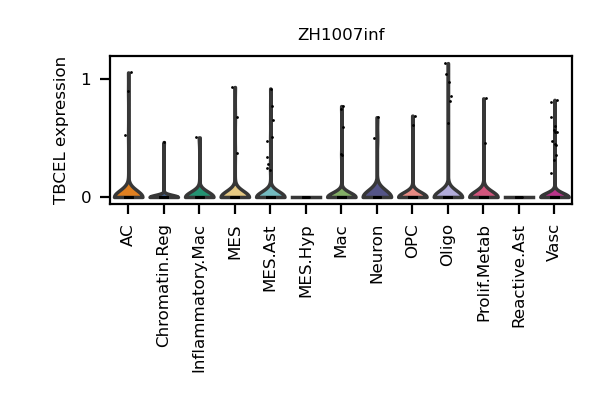 ZH1007inf
TBCEL expression
1
0
AC
Chromatin.Reg
Inflammatory.Mac
MES
MES.Ast
MES.Hyp
Mac
Neuron
OPC
Oligo
Prolif.Metab
Reactive.Ast
Vasc